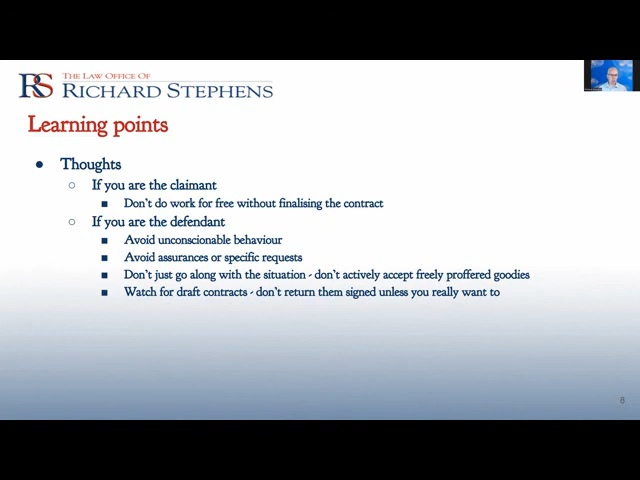 THE LAW OFFICE OF
RS RICHARD STEPHENS
Learning points
Thoughts
If you are the claimant
Don't do work for free without finalising the contract
If you are the defendant
Avoid unconscionable behaviour
Avoid assurances or specific requests
Don't just go along with the situation - don't actively accept freely proffered goodies
Watch for draft contracts - don't return them signed unless you really want to
8